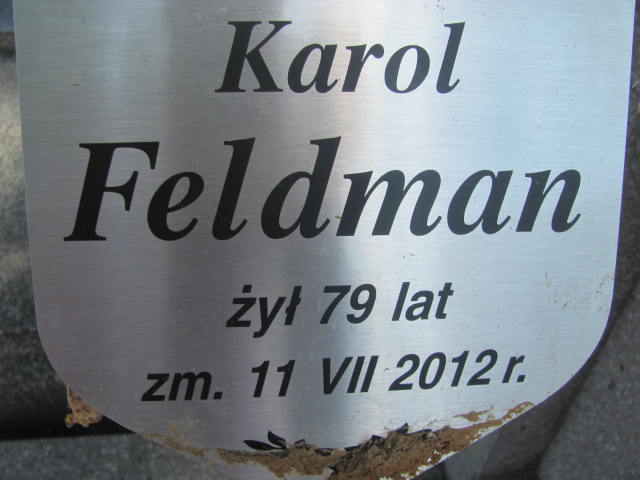 Karol
Feldman
żył 79 lat
zm. 11 VII 2012 r.